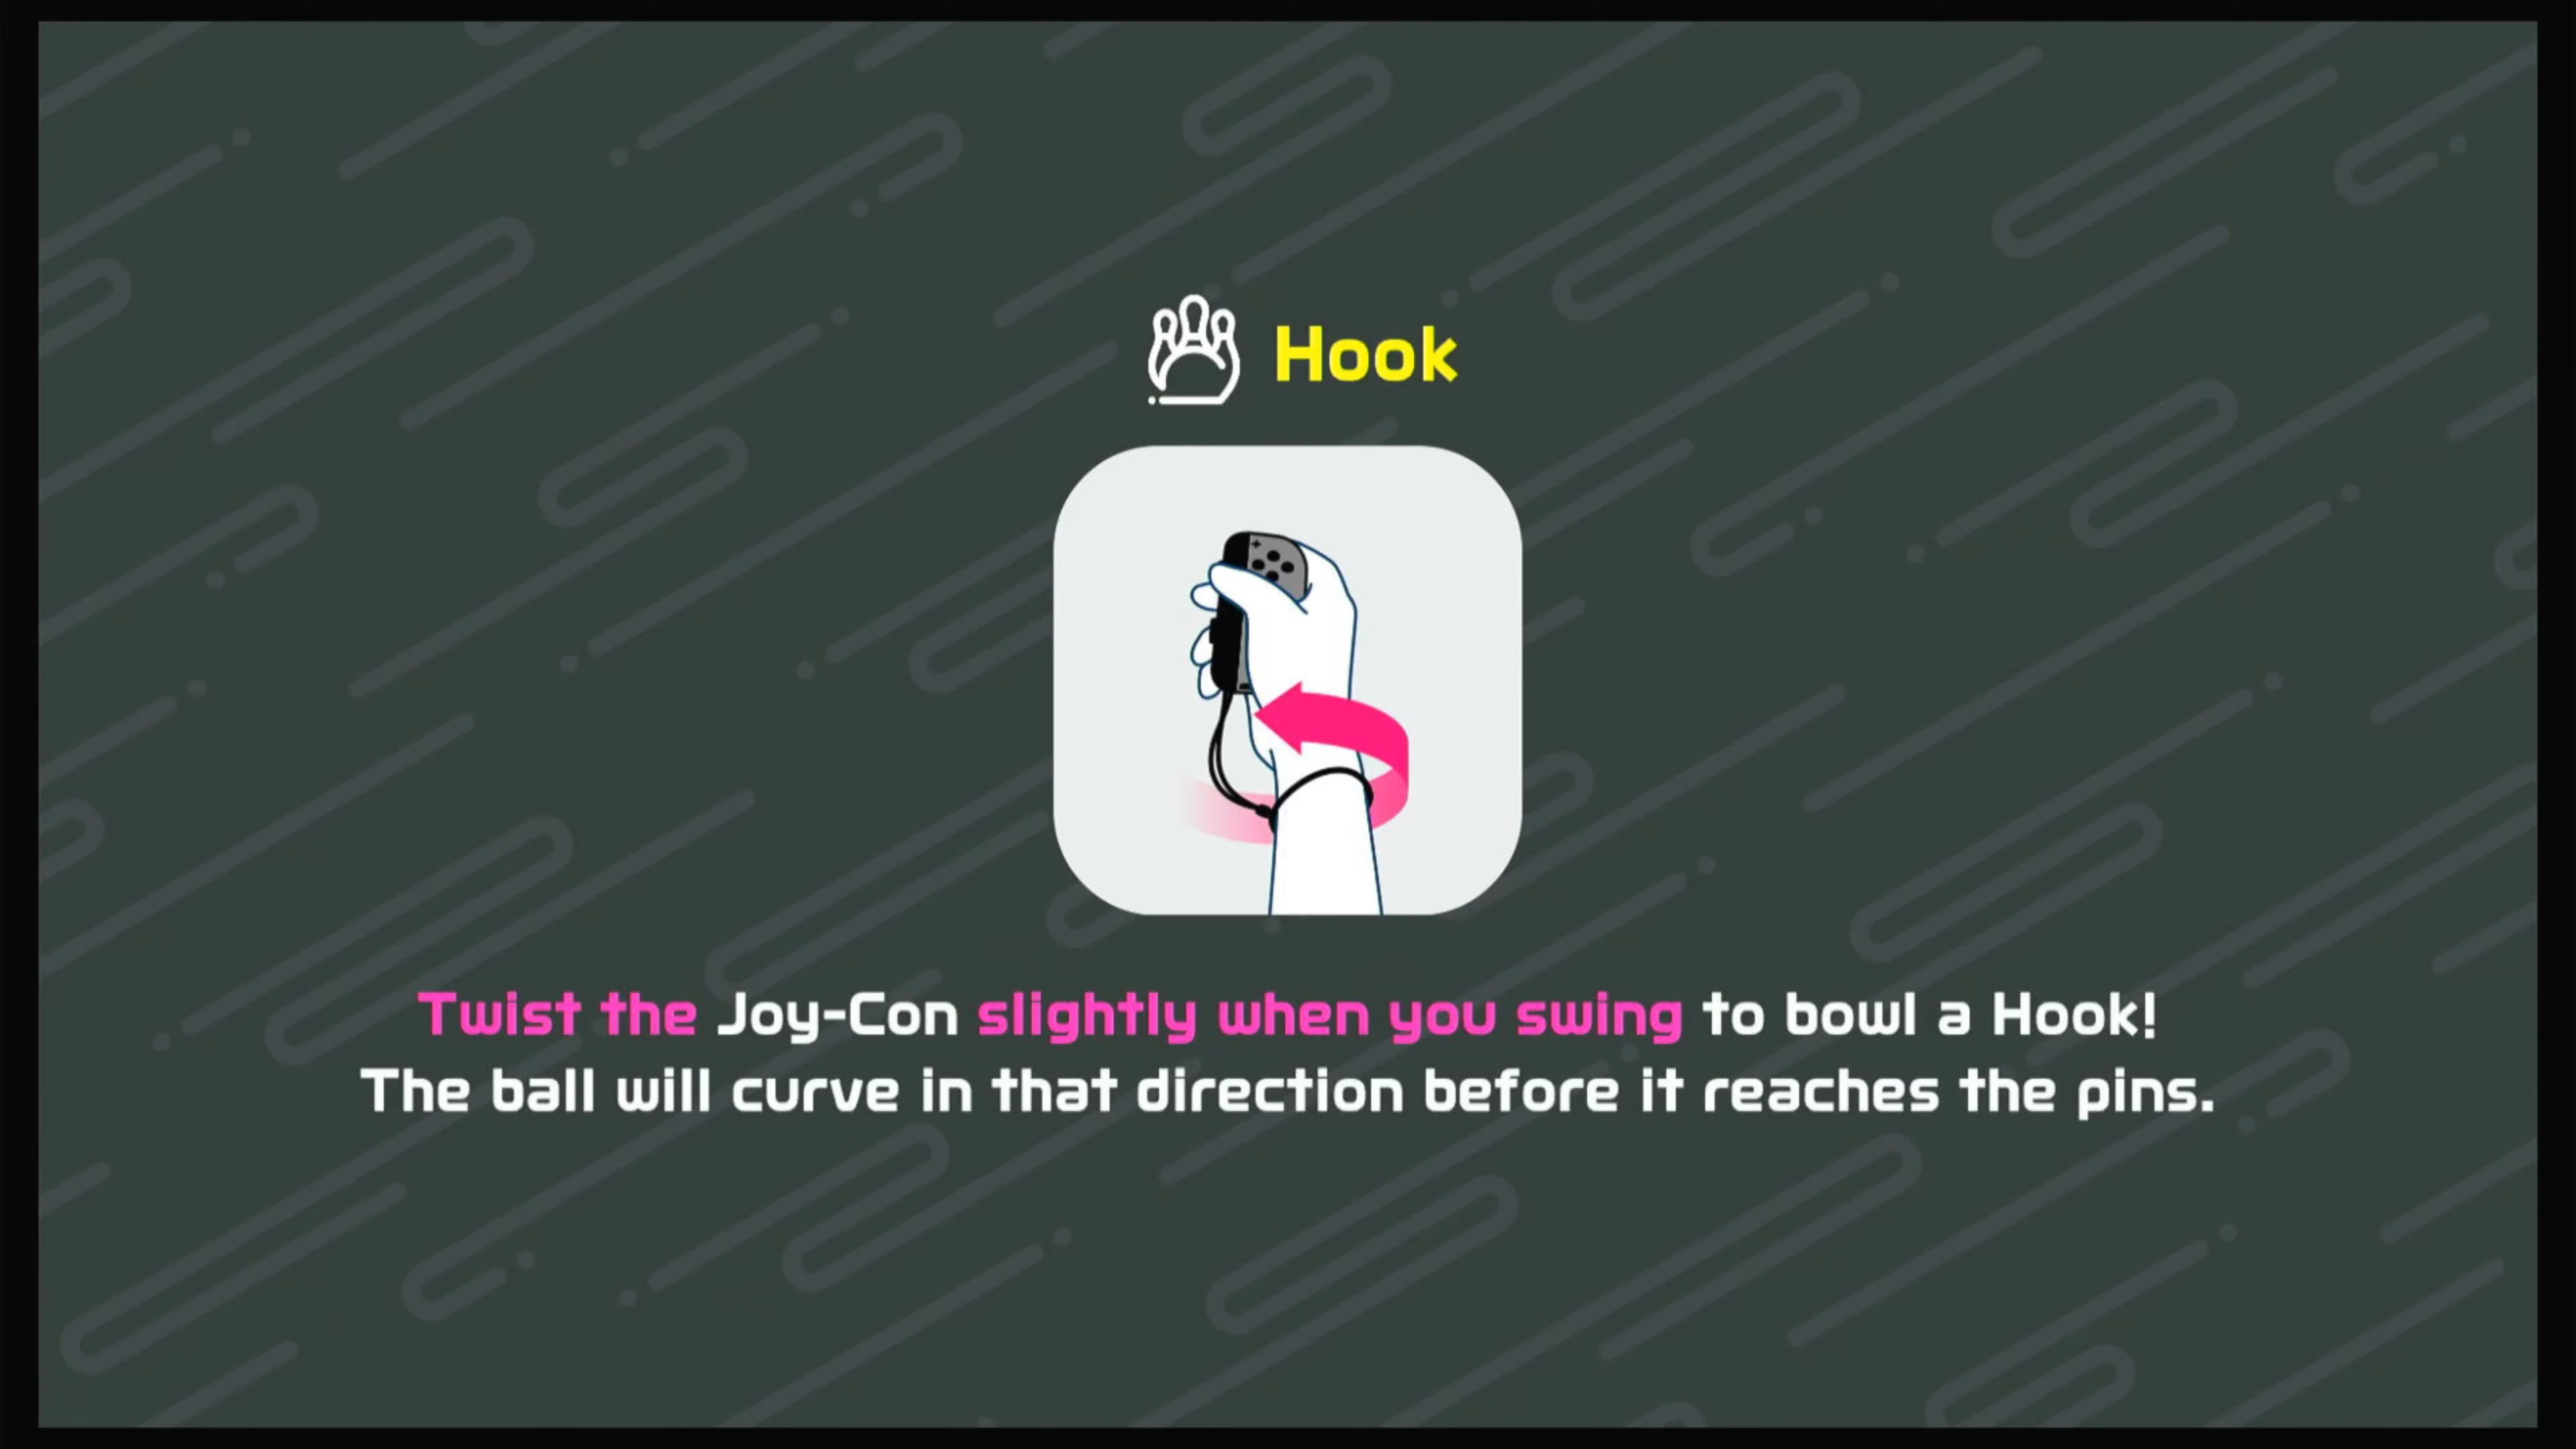 Hook
Twist the Joy-Con slightly when you swing to bowl a Hook!
The ball will curve in that direction before it reaches the pins.